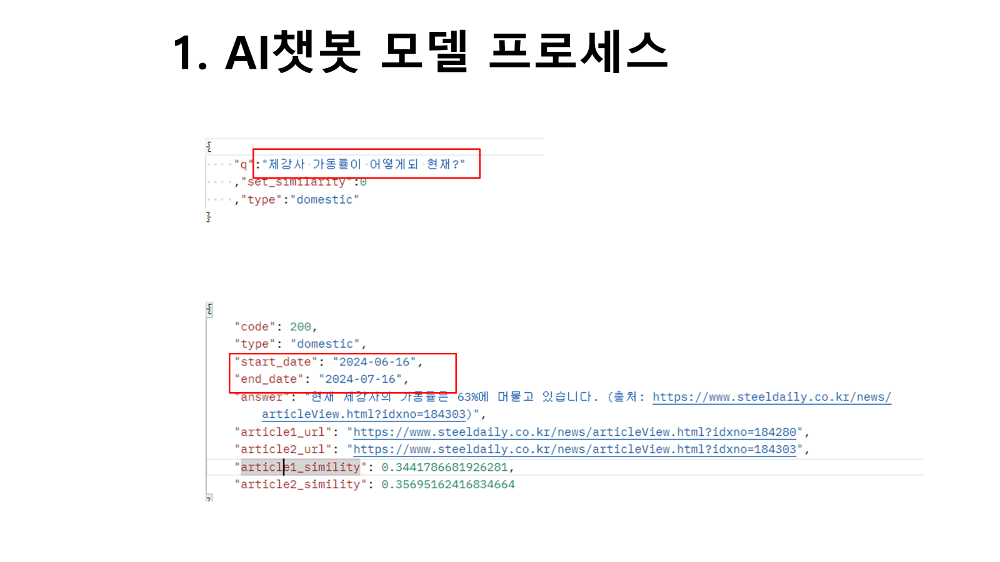 1. AI챗봇 모델 프로세스
{
"q":"제강사 가동률이 어떻게되 현재?"
,"set_similarity":0
,"type":"domestic"
}
{
"code": 200,
"type": "domestic",
"start_date": "2024-06-16",
"end_date": "2024-07-16",
"answer": "현재 제강사의 가동률은 63%에 머물고 있습니다. (출처: https://www.steeldaily.co.kr/news/
articleView.html?idxno=184303)",
"article1_url": "https://www.steeldaily.co.kr/news/articleView.html?idxno=184280",
"article2_url": "https://www.steeldaily.co.kr/news/articleView.html?idxno=184303",
"article1_simility": 0.3441786681926281,
"article2_simility": 0.35695162416834664
}